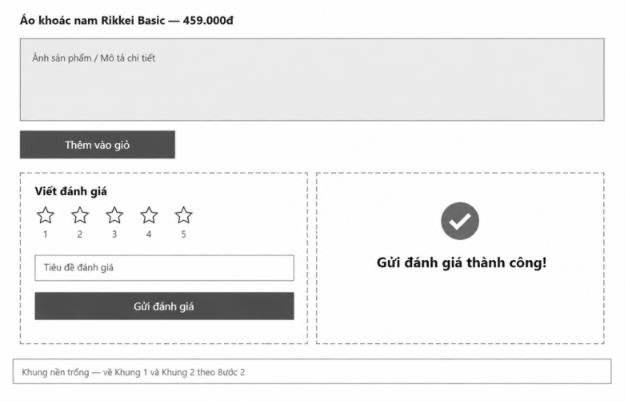 Áo khoác nam Rikkei Basic — 459.000đ
Ảnh sản phẩm / Mô tả chi tiết
Thêm vào giỏ
Viết đánh giá
1 2 3 4 5
Tiêu đề đánh giá
Gửi đánh giá
Gửi đánh giá thành công!
Khung nền trống — về Khung 1 và Khung 2 theo Bước 2